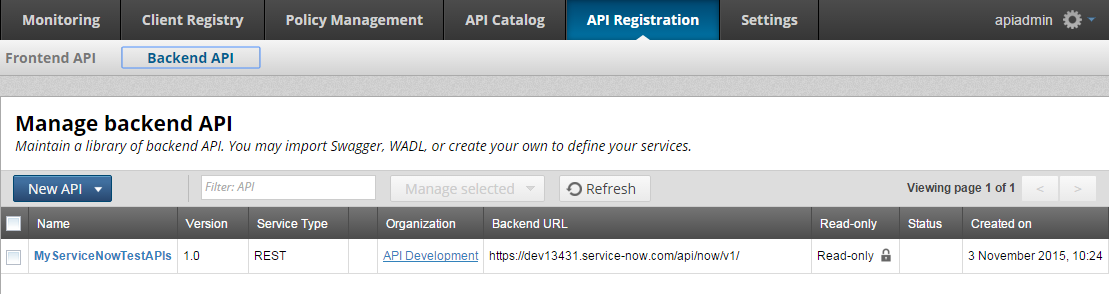 Monitoring Client Registry Policy Management API Catalog API Registration Settings apiadmin
Frontend API Backend API
Manage backend API
Maintain a library of backend API. You may import Swagger, WADL, or create your own to define your services.
New API Filter: API Manage selected Refresh Viewing page 1 of 1 < >
Name Version Service Type Organization Backend URL Read-only Status Created on
MyServiceNowTestAPIs 1.0 REST API Development https://dev13431.service-now.com/api/now/v1/ Read-only 3 November 2015, 10:24